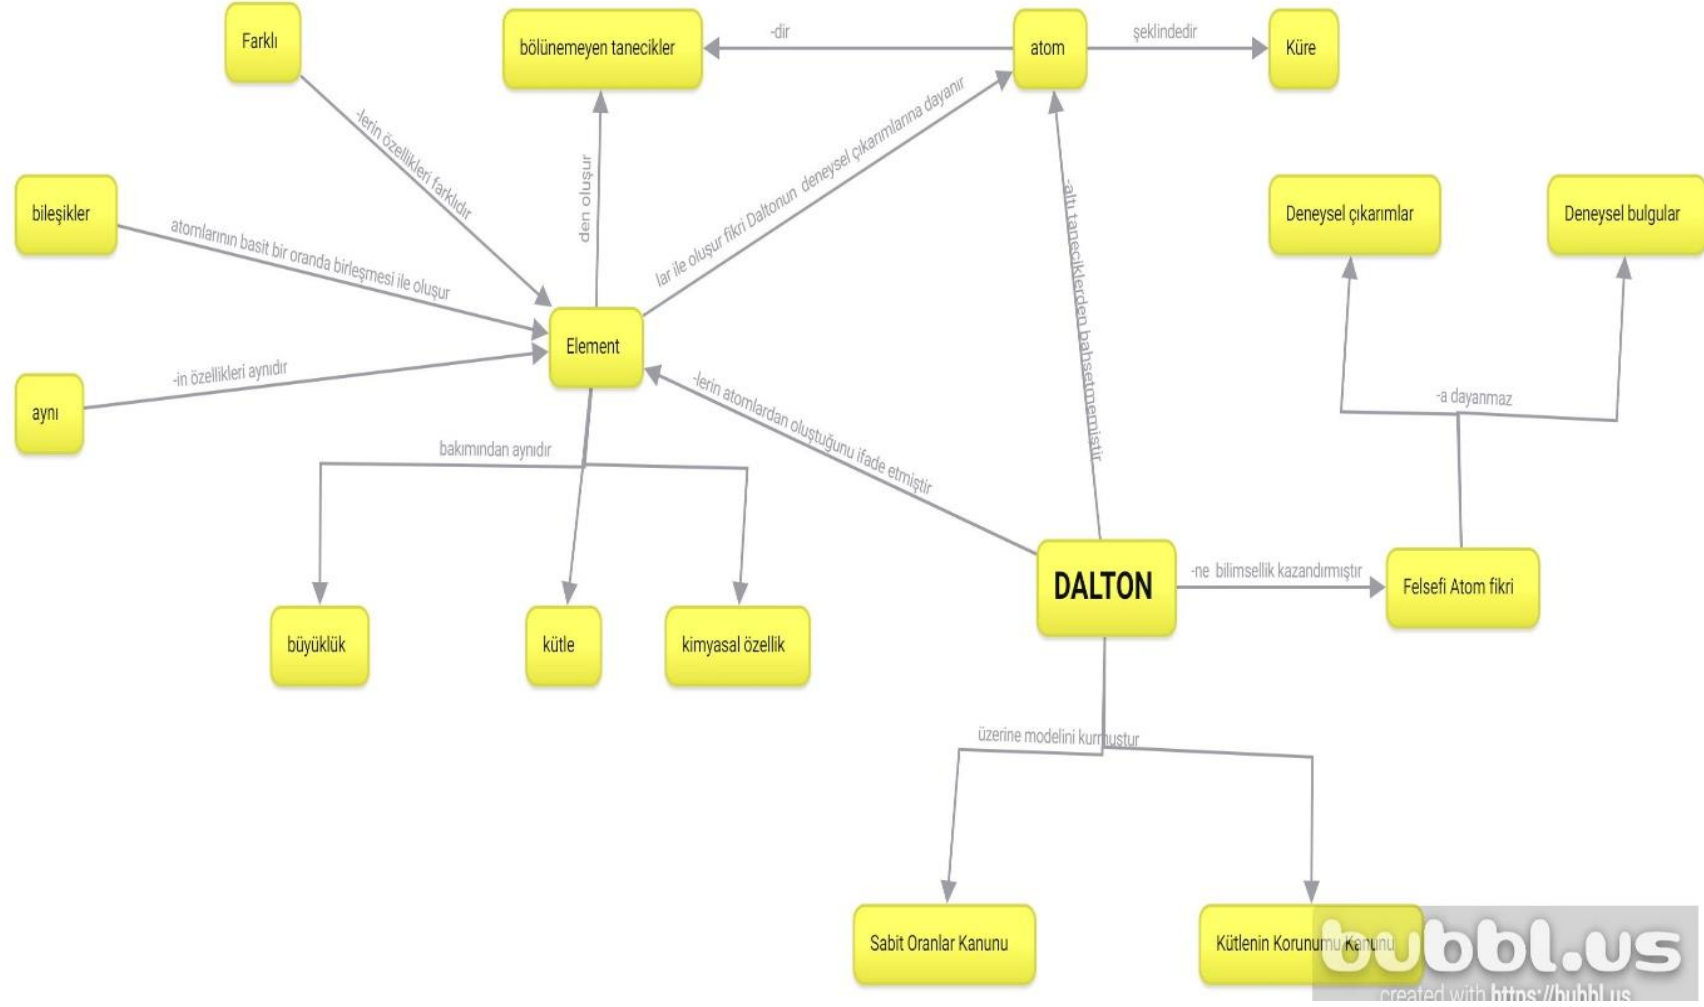 Farklı
bölünemeyen tanecikler
-dir
atom
şeklindedir
Küre
-lerin özellikleri farklıdır
den oluşur
lar ile oluşur fikri Daltonun deneysel çıkarımlarına dayanır
bileşikler
atomlarının basit bir oranda birleşmesi ile oluşur
-altı taneciklerden bahsetmemiştir
Deneysel çıkarımlar
Deneysel bulgular
Element
aynı
-in özellikleri aynıdır
-lerin atomlardan oluştuğunu ifade etmiştir
-a dayanmaz
bakımından aynıdır
DALTON
-ne bilimsellik kazandırmıştır
Felsefi Atom fikri
büyüklük
kütle
kimyasal özellik
üzerine modelini kurmuştur
Sabit Oranlar Kanunu
Kütlenin Korunumu Kanunu
bubbl.us
created with https://bubbl.us